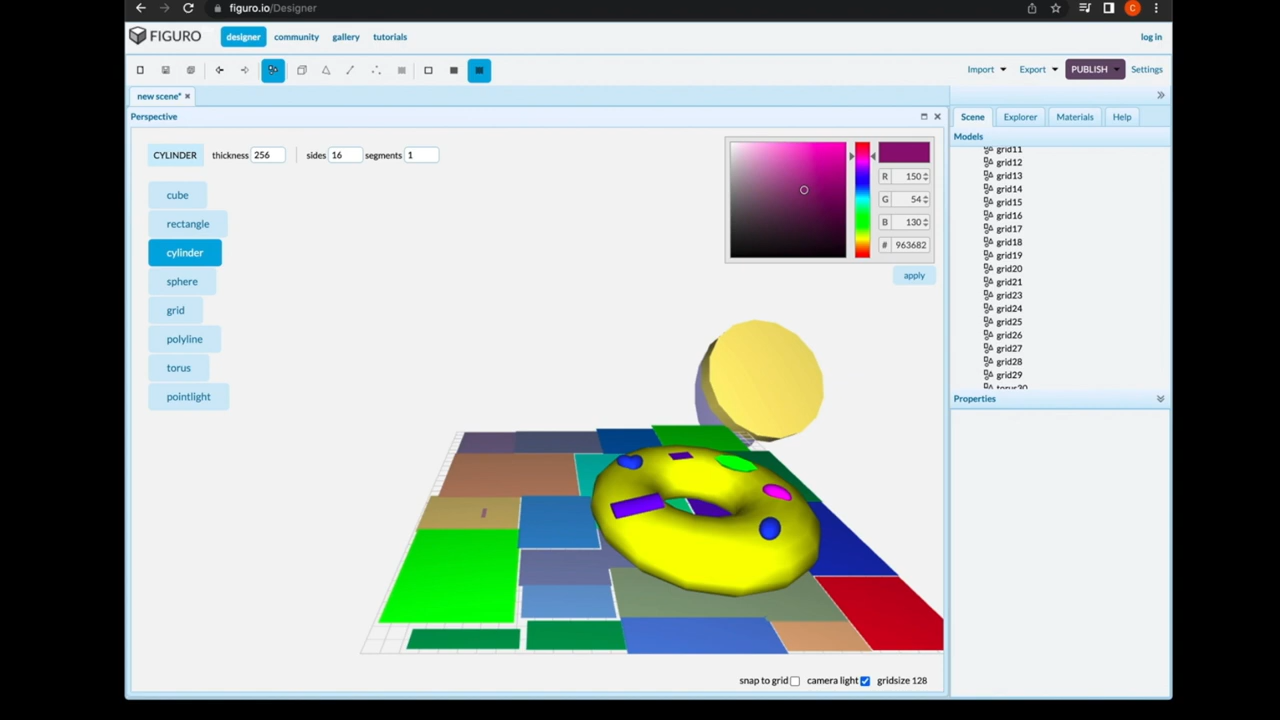 figuro.io/Designer
C
FIGURO designer community gallery tutorials log in
Import Export PUBLISH Settings
new scene*
Perspective
Scene Explorer Materials Help
Models
CYLINDER thickness 256 sides 16 segments 1
cube
rectangle
cylinder
sphere
grid
polyline
torus
pointlight
R 150
G 54
B 130
# 963682
apply
grid11
grid12
grid13
grid14
grid15
grid16
grid17
grid18
grid19
grid20
grid21
grid23
grid24
grid25
grid26
grid27
grid28
grid29
torus30
Properties
snap to grid camera light gridsize 128